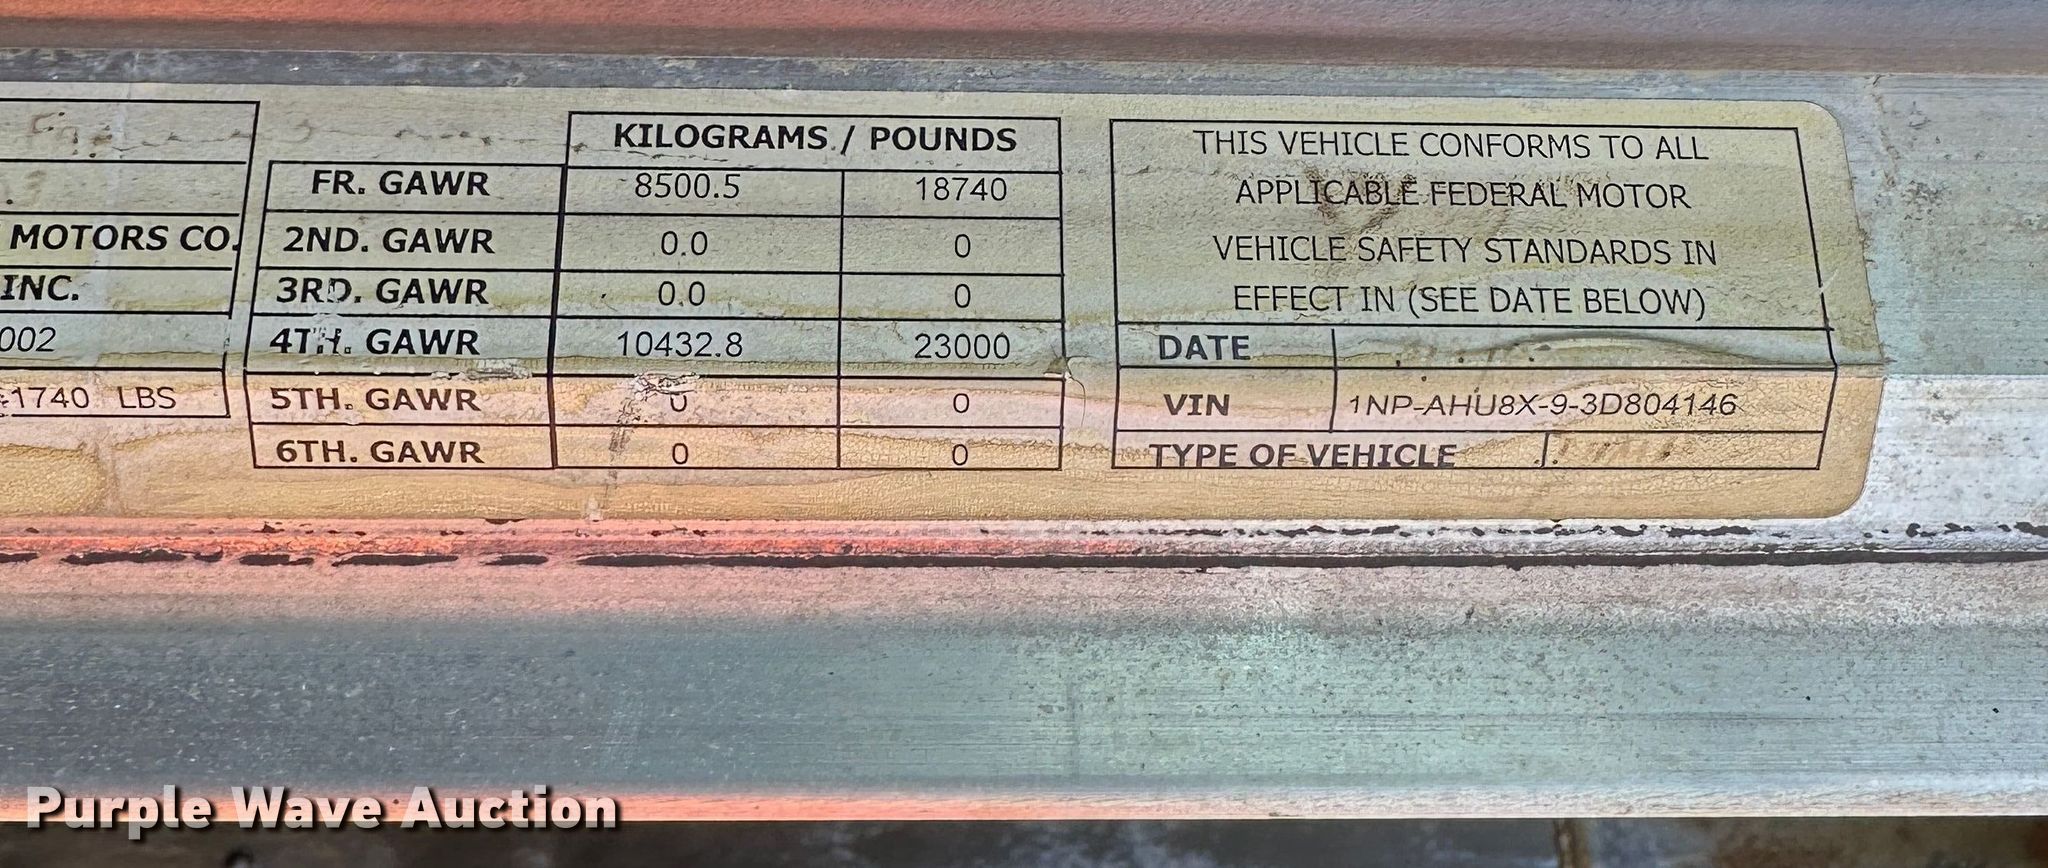 MOTORS CO.
INC.
002
1740 LBS
KILOGRAMS / POUNDS
FR. GAWR 8500.5 18740
2ND. GAWR 0.0 0
3RD. GAWR 0.0 0
4TH. GAWR 10432.8 23000
5TH. GAWR 0 0
6TH. GAWR 0 0
THIS VEHICLE CONFORMS TO ALL
APPLICABLE FEDERAL MOTOR
VEHICLE SAFETY STANDARDS IN
EFFECT IN (SEE DATE BELOW)
DATE
VIN 1NP-AHU8X-9-3D804146
TYPE OF VEHICLE
Purple Wave Auction